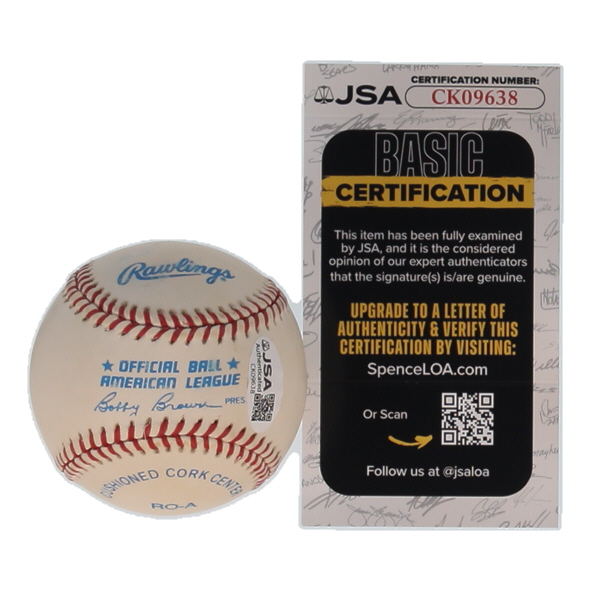 Rawlings
OFFICIAL BALL
AMERICAN LEAGUE
Bobby Brown PRES.
JSA
Authenticated
CK09638
CUSHIONED CORK CENTER
RO-A
JSA
CERTIFICATION NUMBER:
CK09638
BASIC
CERTIFICATION
This item has been fully examined
by JSA, and it is the considered
opinion of our expert authenticators
that the signature(s) is/are genuine.
UPGRADE TO A LETTER OF
AUTHENTICITY & VERIFY THIS
CERTIFICATION BY VISITING:
SpenceLOA.com
Or Scan
Follow us at @jsaloa